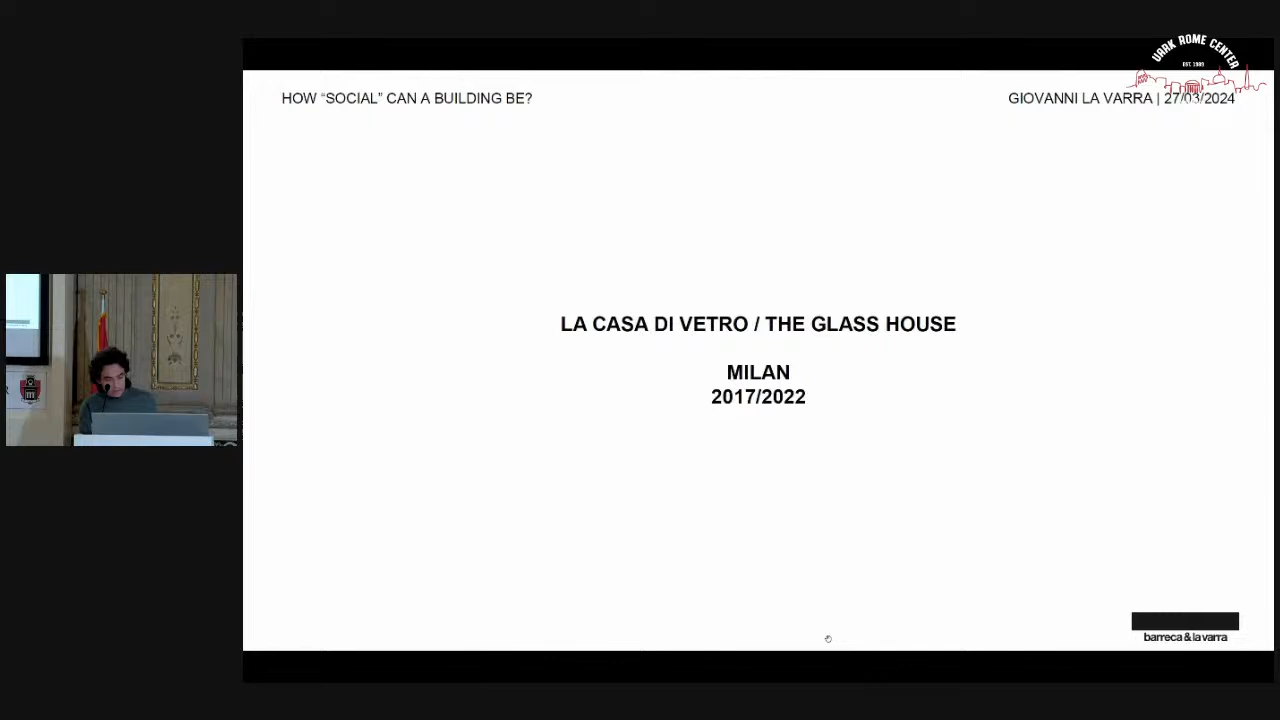 UARK ROME CENTER
EST. 1989
HOW “SOCIAL” CAN A BUILDING BE?
GIOVANNI LA VARRA | 27/03/2024
LA CASA DI VETRO / THE GLASS HOUSE
MILAN
2017/2022
barreca & la varra